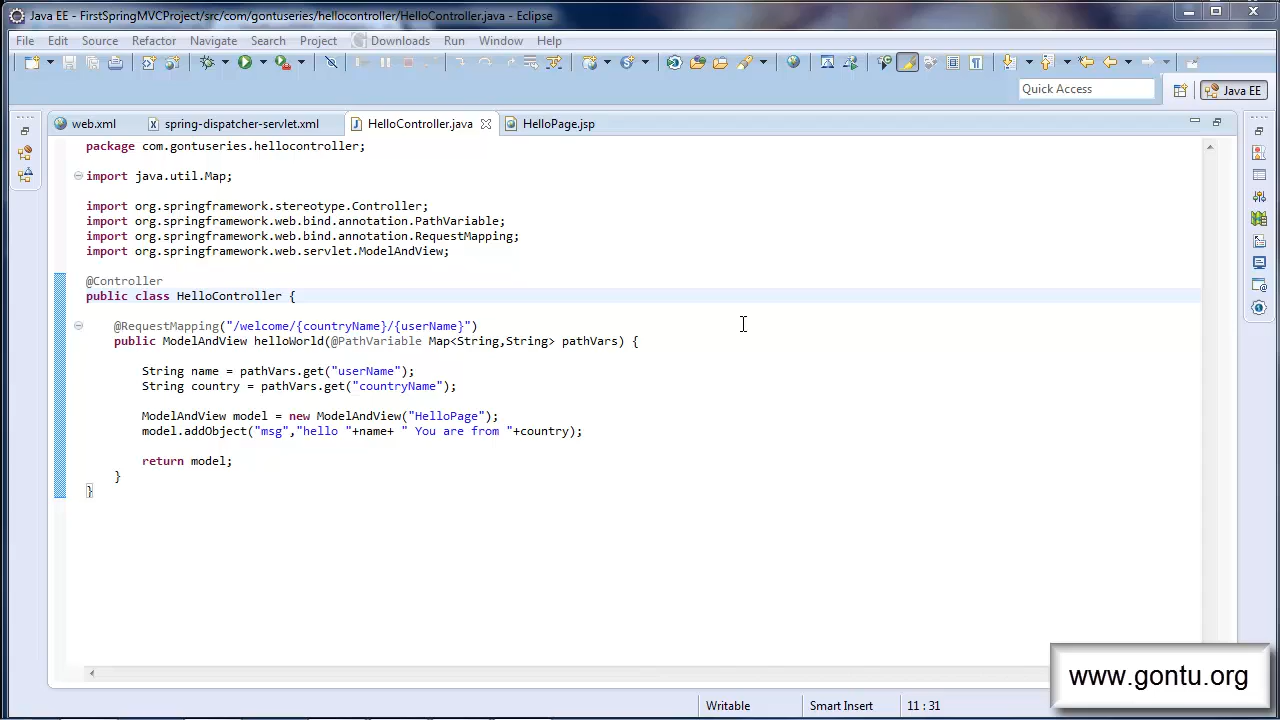 Java EE - FirstSpringMVCProject/src/com/gontuseries/hellocontroller/HelloController.java - Eclipse
File Edit Source Refactor Navigate Search Project Downloads Run Window Help
Quick Access
Java EE
web.xml spring-dispatcher-servlet.xml HelloController.java HelloPage.jsp
package com.gontuseries.hellocontroller;
import java.util.Map;
import org.springframework.stereotype.Controller;
import org.springframework.web.bind.annotation.PathVariable;
import org.springframework.web.bind.annotation.RequestMapping;
import org.springframework.web.servlet.ModelAndView;
@Controller
public class HelloController {
@RequestMapping("/welcome/{countryName}/{userName}")
public ModelAndView helloWorld(@PathVariable Map<String,String> pathVars) {
String name = pathVars.get("userName");
String country = pathVars.get("countryName");
ModelAndView model = new ModelAndView("HelloPage");
model.addObject("msg","hello "+name+ " You are from "+country);
return model;
}
}
www.gontu.org
Writable Smart Insert 11 : 31